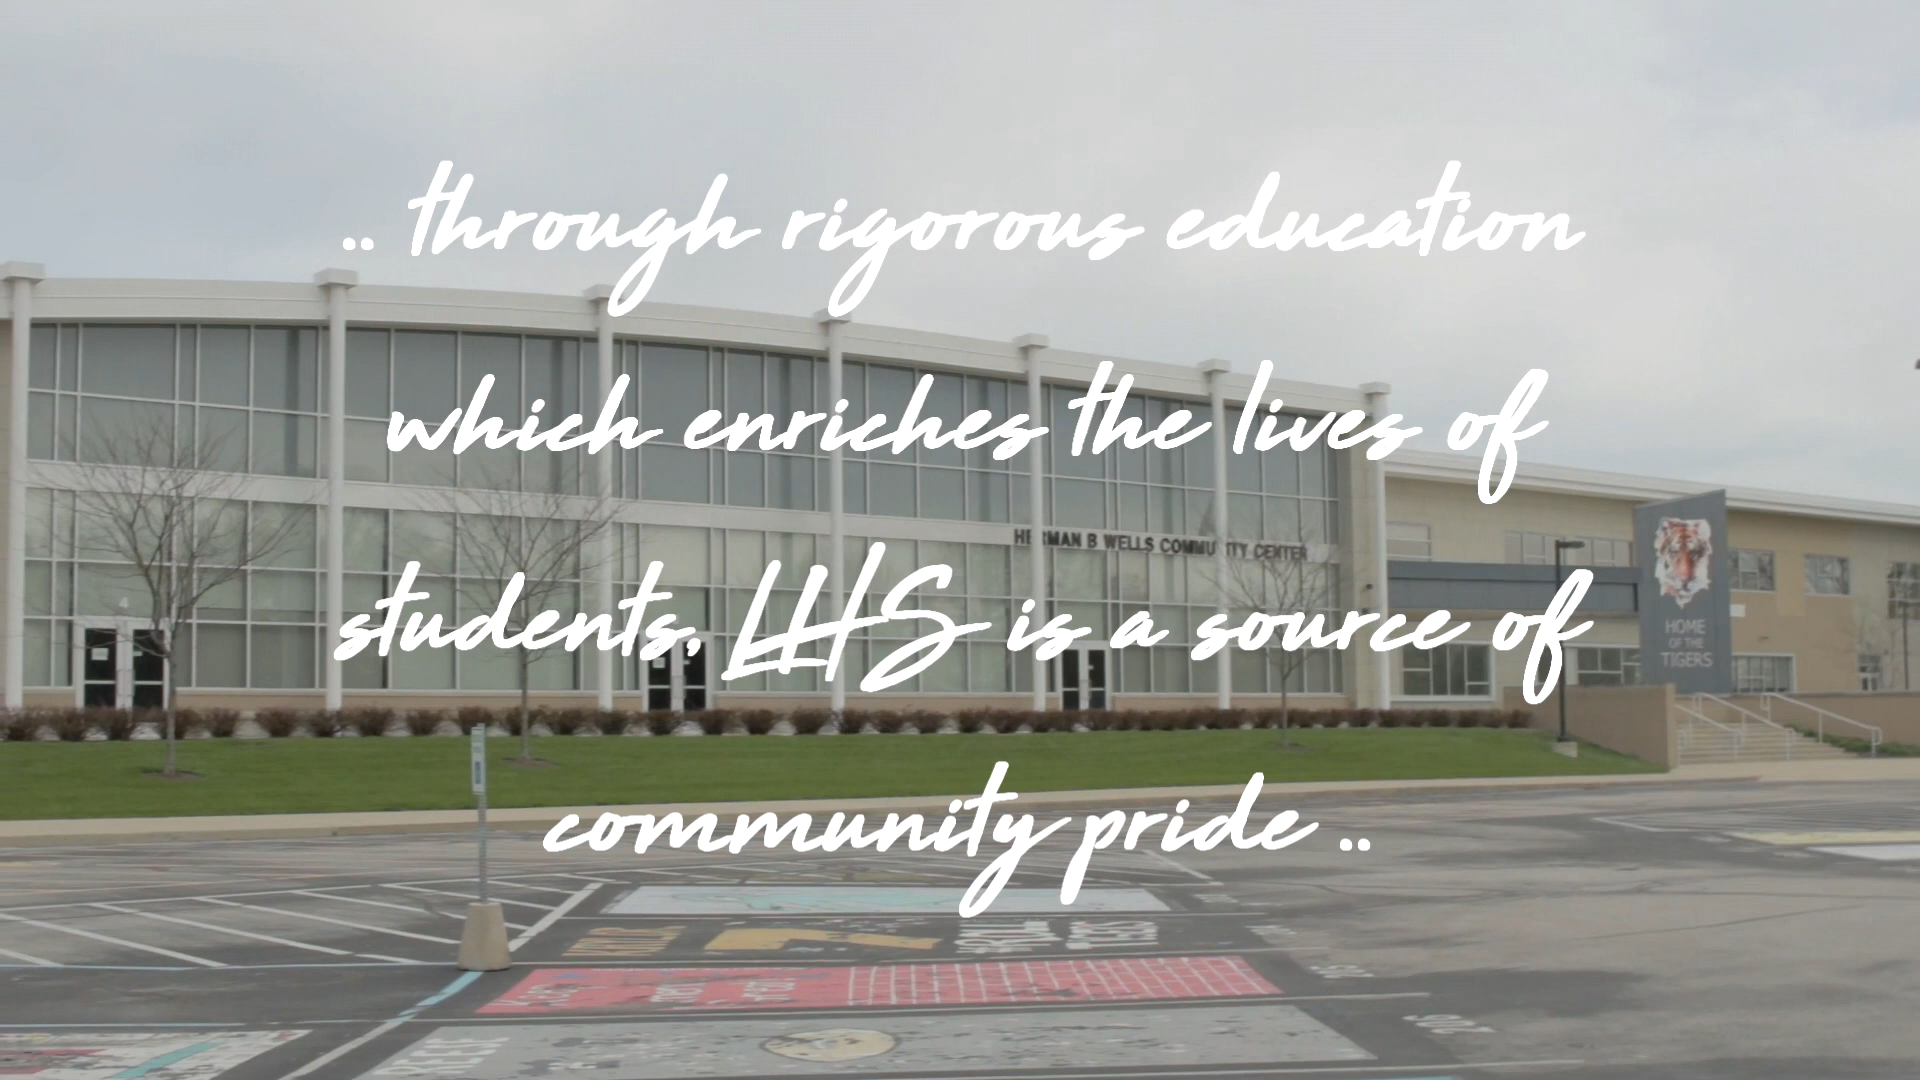 .. through rigorous education
which enriches the lives of
students, LHS is a source of
community pride ..
HERMAN B WELLS COMMUNITY CENTER
HOME
OF THE
TIGERS